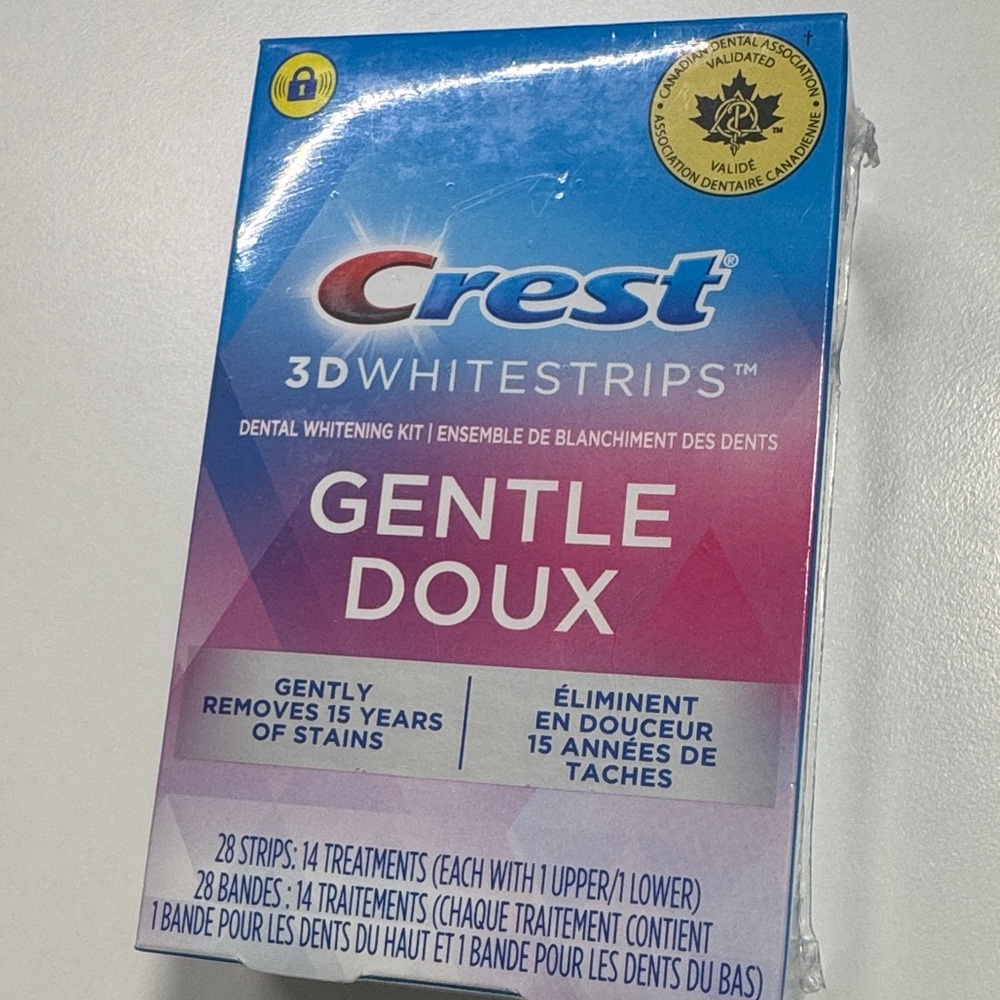 CANADIAN DENTAL ASSOCIATION †
VALIDATED
TM
VALIDÉ
ASSOCIATION DENTAIRE CANADIENNE
Crest®
3DWHITESTRIPS™
DENTAL WHITENING KIT | ENSEMBLE DE BLANCHIMENT DES DENTS
GENTLE
DOUX
GENTLY
REMOVES 15 YEARS
OF STAINS
ÉLIMINENT
EN DOUCEUR
15 ANNÉES DE
TACHES
28 STRIPS: 14 TREATMENTS (EACH WITH 1 UPPER/1 LOWER)
28 BANDES : 14 TRAITEMENTS (CHAQUE TRAITEMENT CONTIENT
1 BANDE POUR LES DENTS DU HAUT ET 1 BANDE POUR LES DENTS DU BAS)